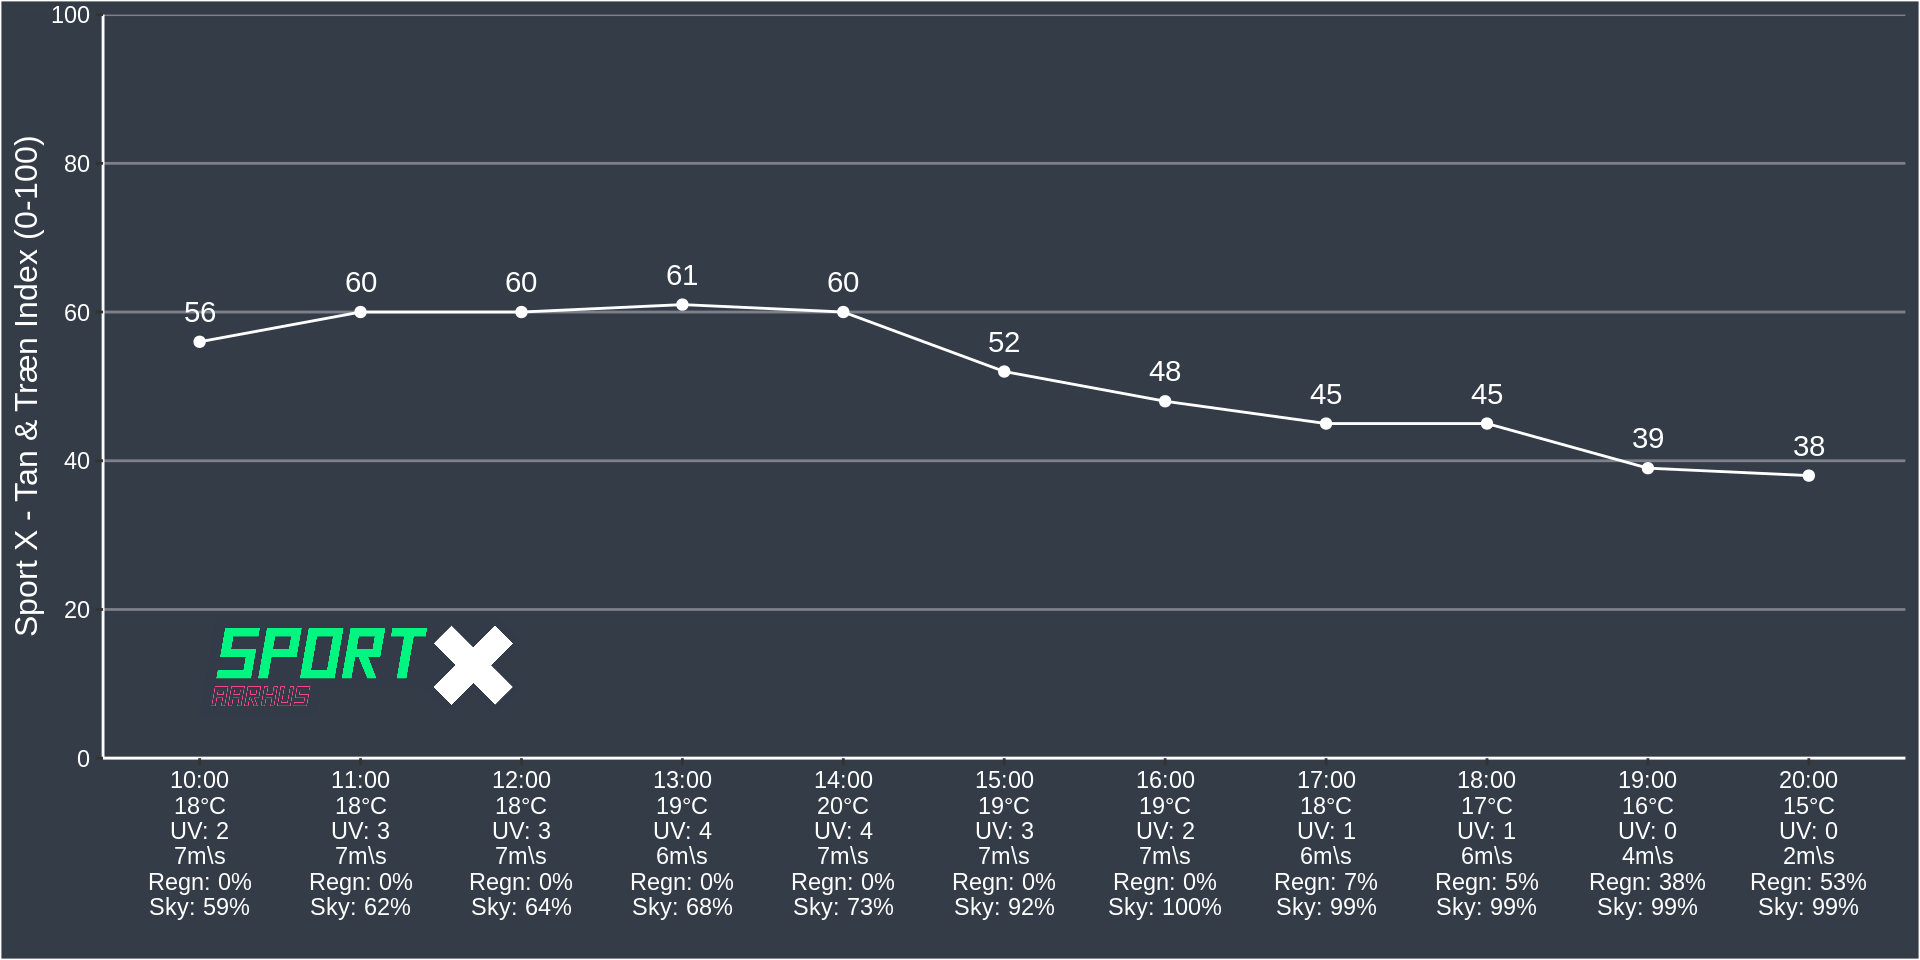 Sport X - Tan & Træn Index (0-100)
100
80
60
40
20
0
56
60
60
61
60
52
48
45
45
39
38
SPORT X
AARHUS
10:00 11:00 12:00 13:00 14:00 15:00 16:00 17:00 18:00 19:00 20:00
18°C 18°C 18°C 19°C 20°C 19°C 19°C 18°C 17°C 16°C 15°C
UV: 2 UV: 3 UV: 3 UV: 4 UV: 4 UV: 3 UV: 2 UV: 1 UV: 1 UV: 0 UV: 0
7m\s 7m\s 7m\s 6m\s 7m\s 7m\s 7m\s 6m\s 6m\s 4m\s 2m\s
Regn: 0% Regn: 0% Regn: 0% Regn: 0% Regn: 0% Regn: 0% Regn: 0% Regn: 7% Regn: 5% Regn: 38% Regn: 53%
Sky: 59% Sky: 62% Sky: 64% Sky: 68% Sky: 73% Sky: 92% Sky: 100% Sky: 99% Sky: 99% Sky: 99% Sky: 99%